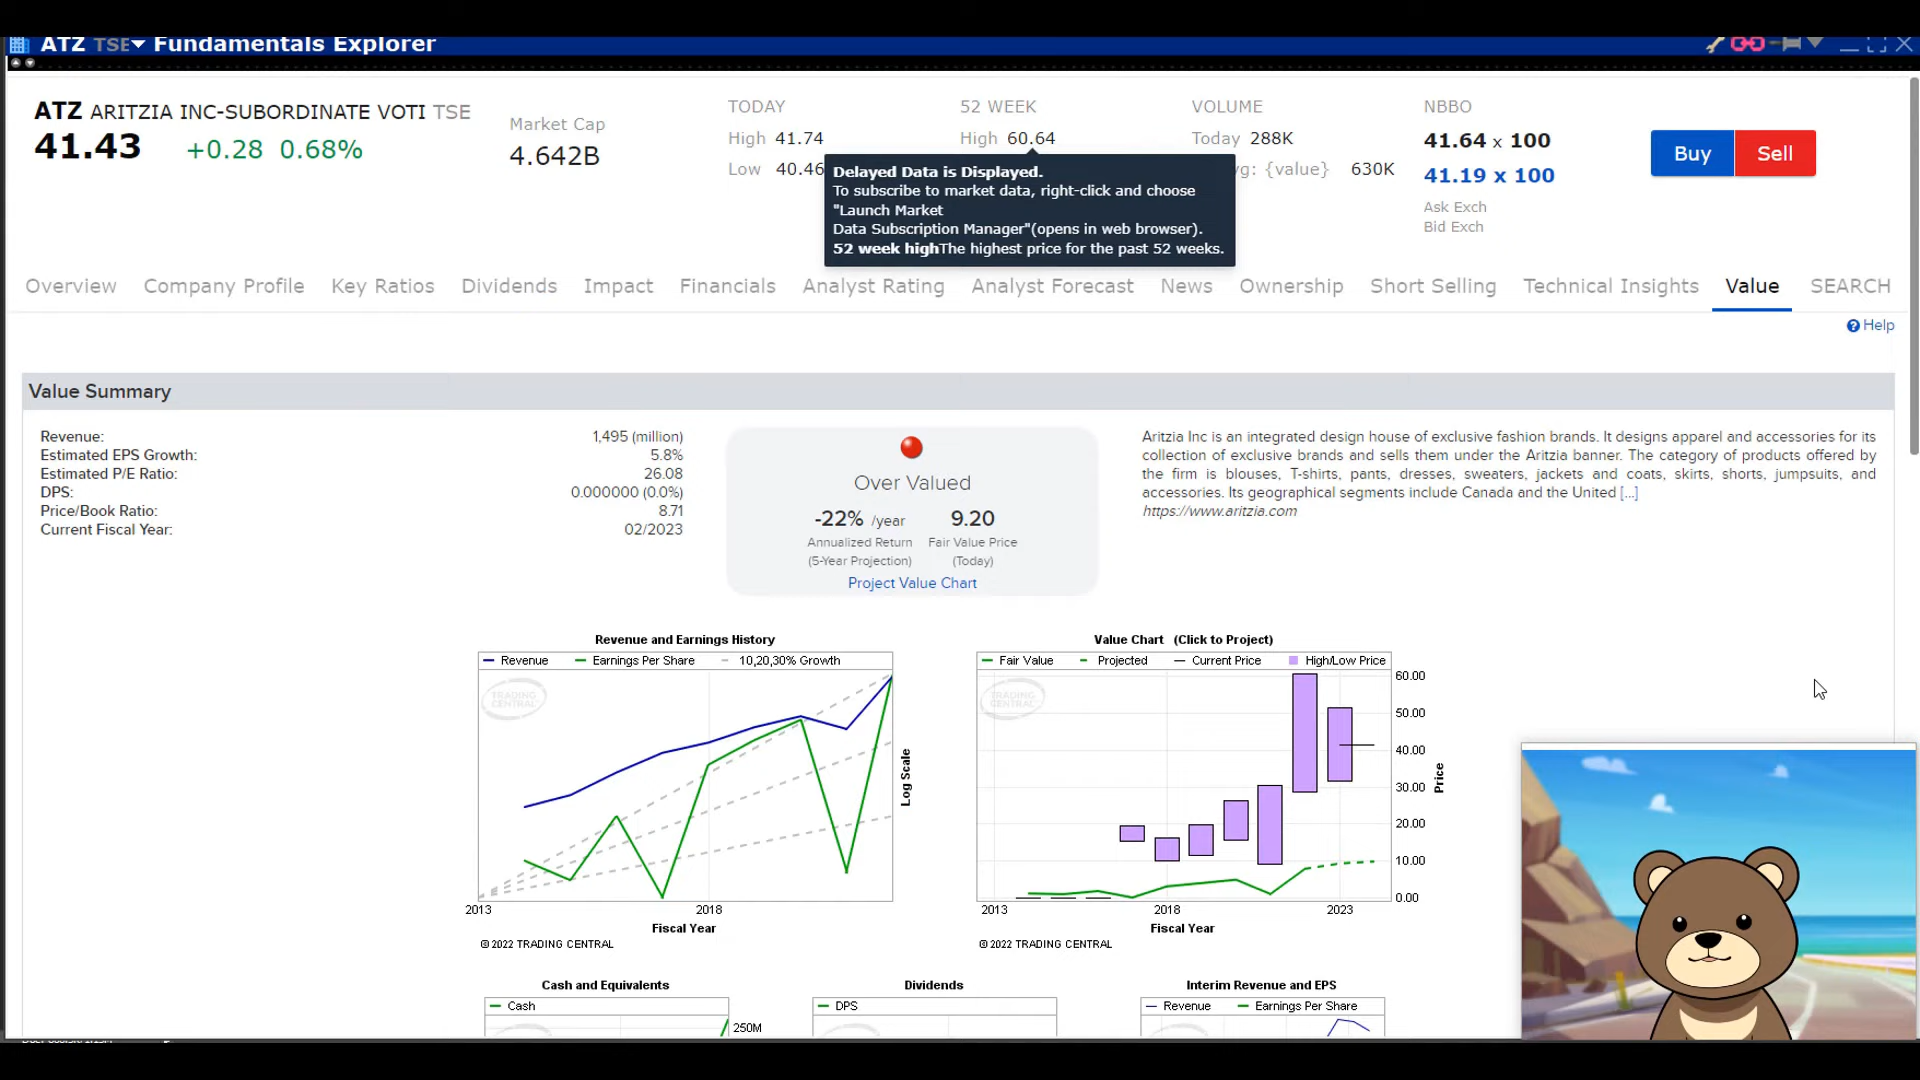 ATZ TSE Fundamentals Explorer
ATZ ARITZIA INC-SUBORDINATE VOTI TSE
41.43 +0.28 0.68%
Market Cap
4.642B
TODAY
High 41.74
Low 40.46
52 WEEK
High 60.64
VOLUME
Today 288K
vg: {value} 630K
NBBO
41.64 x 100
41.19 x 100
Ask Exch
Bid Exch
Buy Sell
Delayed Data is Displayed.
To subscribe to market data, right-click and choose
"Launch Market
Data Subscription Manager"(opens in web browser).
52 week highThe highest price for the past 52 weeks.
Overview Company Profile Key Ratios Dividends Impact Financials Analyst Rating Analyst Forecast News Ownership Short Selling Technical Insights Value SEARCH
Help
Value Summary
Revenue: 1,495 (million)
Estimated EPS Growth: 5.8%
Estimated P/E Ratio: 26.08
DPS: 0.000000 (0.0%)
Price/Book Ratio: 8.71
Current Fiscal Year: 02/2023
Over Valued
-22% /year 9.20
Annualized Return Fair Value Price
(5-Year Projection) (Today)
Project Value Chart
Aritzia Inc is an integrated design house of exclusive fashion brands. It designs apparel and accessories for its
collection of exclusive brands and sells them under the Aritzia banner. The category of products offered by
the firm is blouses, T-shirts, pants, dresses, sweaters, jackets and coats, skirts, shorts, jumpsuits, and
accessories. Its geographical segments include Canada and the United [...]
https://www.aritzia.com
Revenue and Earnings History
Revenue Earnings Per Share 10,20,30% Growth
TRADING
CENTRAL
Log Scale
2013 2018
Fiscal Year
© 2022 TRADING CENTRAL
Value Chart (Click to Project)
Fair Value Projected Current Price High/Low Price
TRADING
CENTRAL
60.00
50.00
40.00
30.00
20.00
10.00
0.00
Price
2013 2018 2023
Fiscal Year
© 2022 TRADING CENTRAL
Cash and Equivalents
Cash
250M
Dividends
DPS
Interim Revenue and EPS
Revenue Earnings Per Share